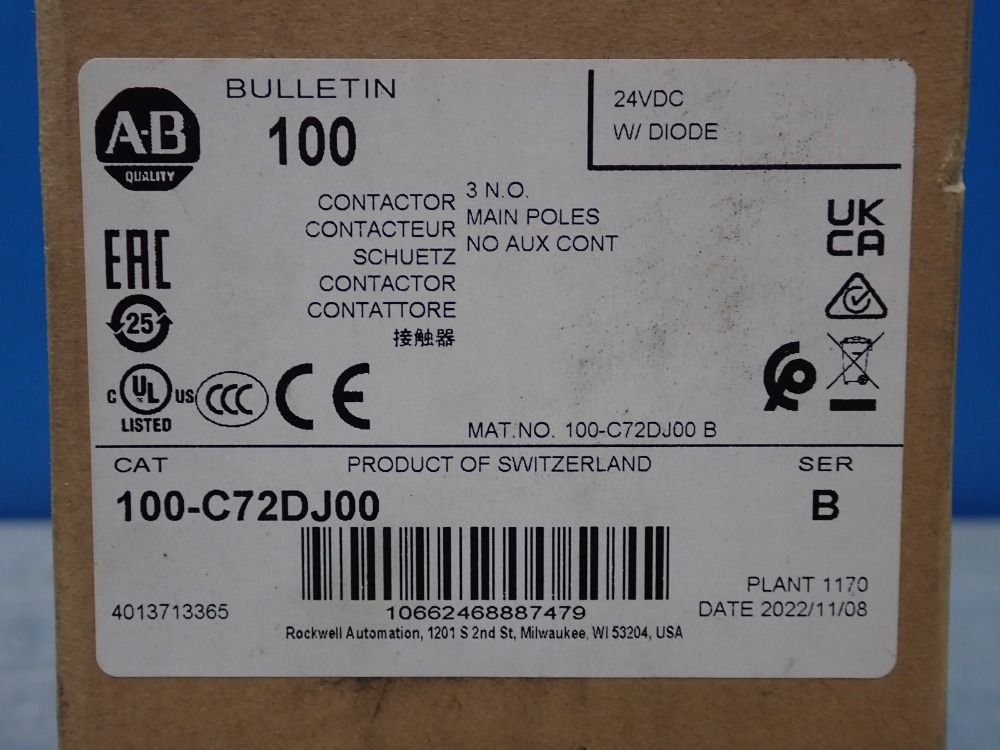 A-B
QUALITY
BULLETIN
100
24VDC
W/ DIODE
CONTACTOR
CONTACTEUR
SCHUETZ
CONTACTOR
CONTATTORE
接触器
3 N.O.
MAIN POLES
NO AUX CONT
EAC
25
C UL US
LISTED
CCC
CE
UK
CA
MAT.NO. 100-C72DJ00 B
CAT
PRODUCT OF SWITZERLAND
SER
100-C72DJ00
B
4013713365
10662468887479
PLANT 1170
DATE 2022/11/08
Rockwell Automation, 1201 S 2nd St, Milwaukee, WI 53204, USA